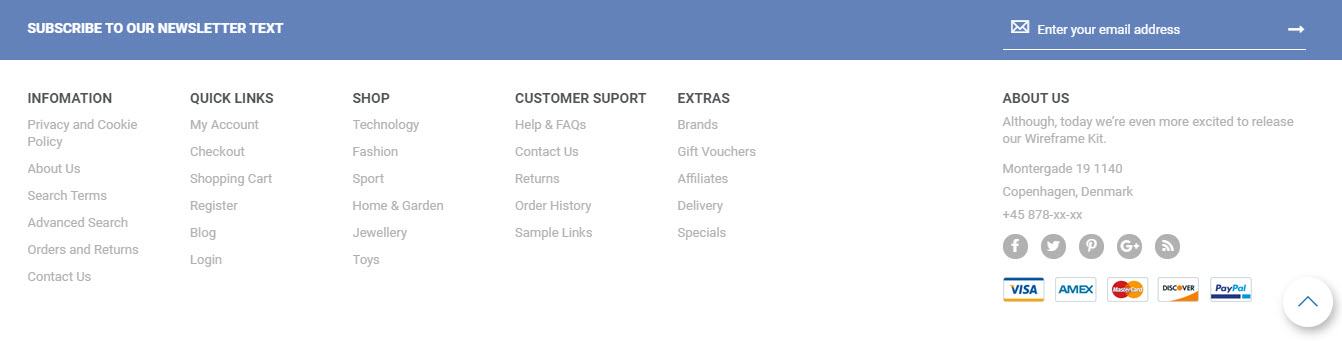 SUBSCRIBE TO OUR NEWSLETTER TEXT
Enter your email address
INFOMATION
Privacy and Cookie
Policy
About Us
Search Terms
Advanced Search
Orders and Returns
Contact Us
QUICK LINKS
My Account
Checkout
Shopping Cart
Register
Blog
Login
SHOP
Technology
Fashion
Sport
Home & Garden
Jewellery
Toys
CUSTOMER SUPORT
Help & FAQs
Contact Us
Returns
Order History
Sample Links
EXTRAS
Brands
Gift Vouchers
Affiliates
Delivery
Specials
ABOUT US
Although, today we’re even more excited to release
our Wireframe Kit.
Montergade 19 1140
Copenhagen, Denmark
+45 878-xx-xx
VISA AMEX MasterCard DISCOVER PayPal